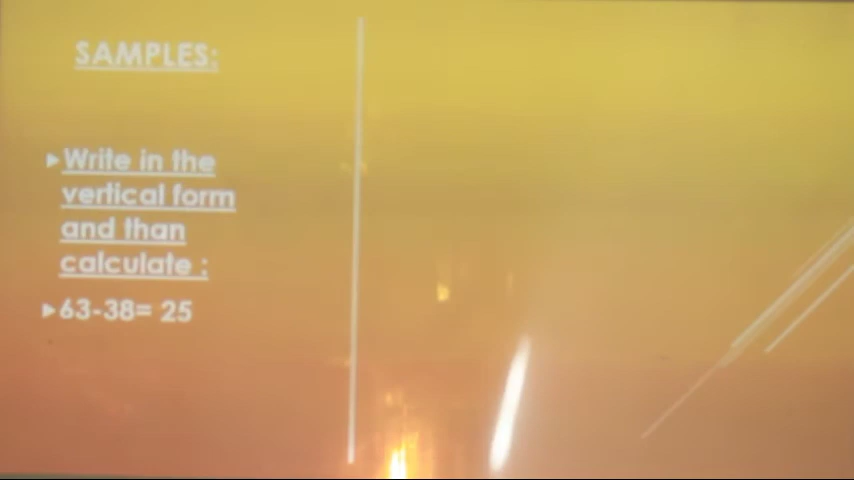 SAMPLES:
▸Write in the
vertical form
and than
calculate :
▸63-38= 25